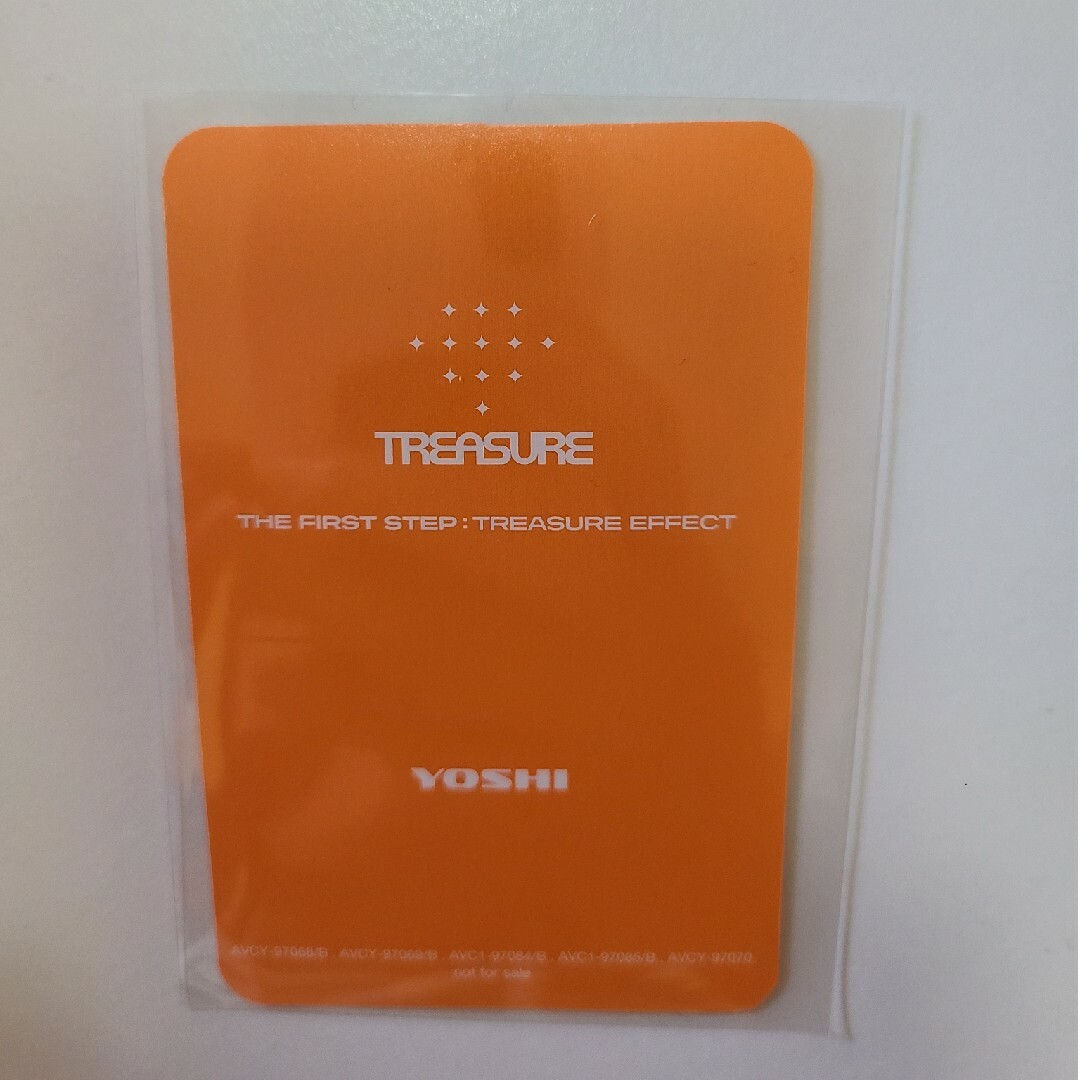 TREASURE
THE FIRST STEP : TREASURE EFFECT
YOSHI
AVCY-97068/B . AVCY-97069/B . AVC1-97084/B . AVC1-97085/B . AVCY-97070
not for sale